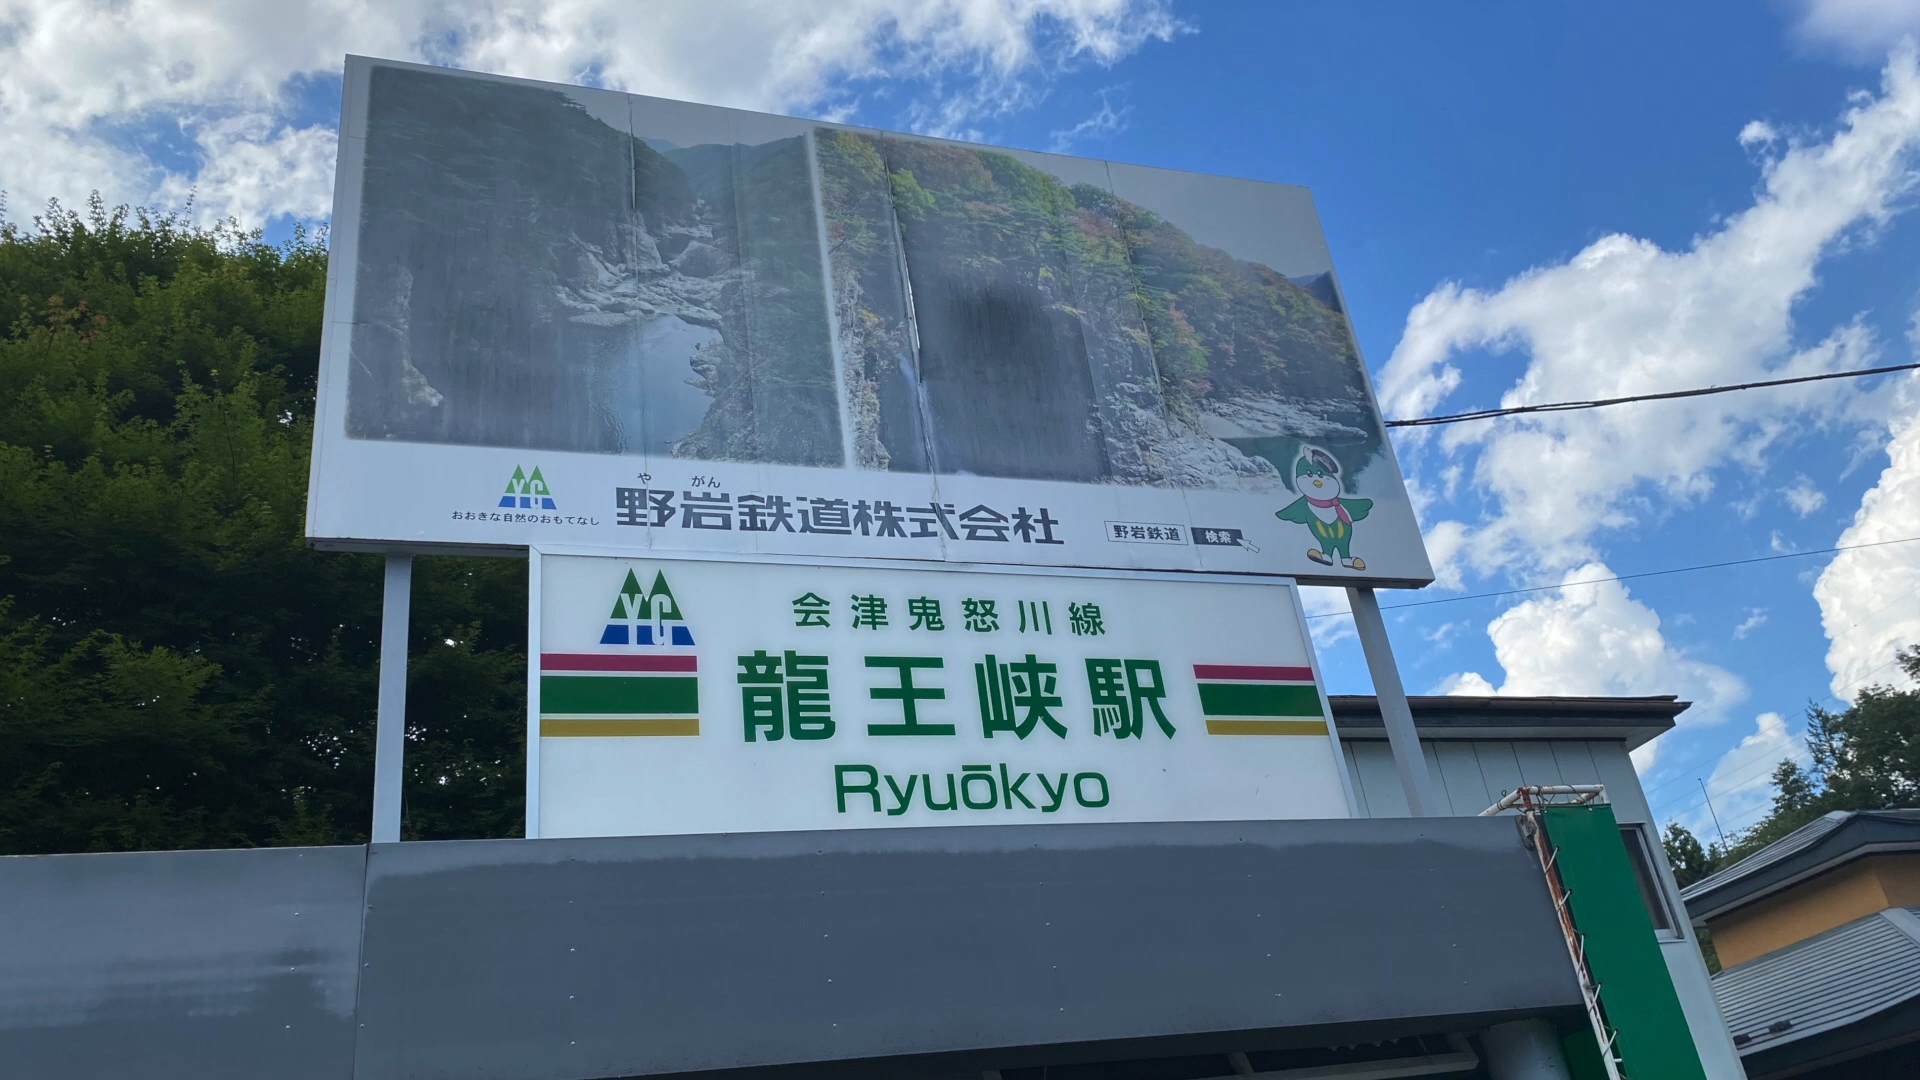 や がん
YG
おおきな自然のおもてなし
野岩鉄道株式会社
野岩鉄道 検索
YG
会津鬼怒川線
龍王峡駅
Ryuōkyo